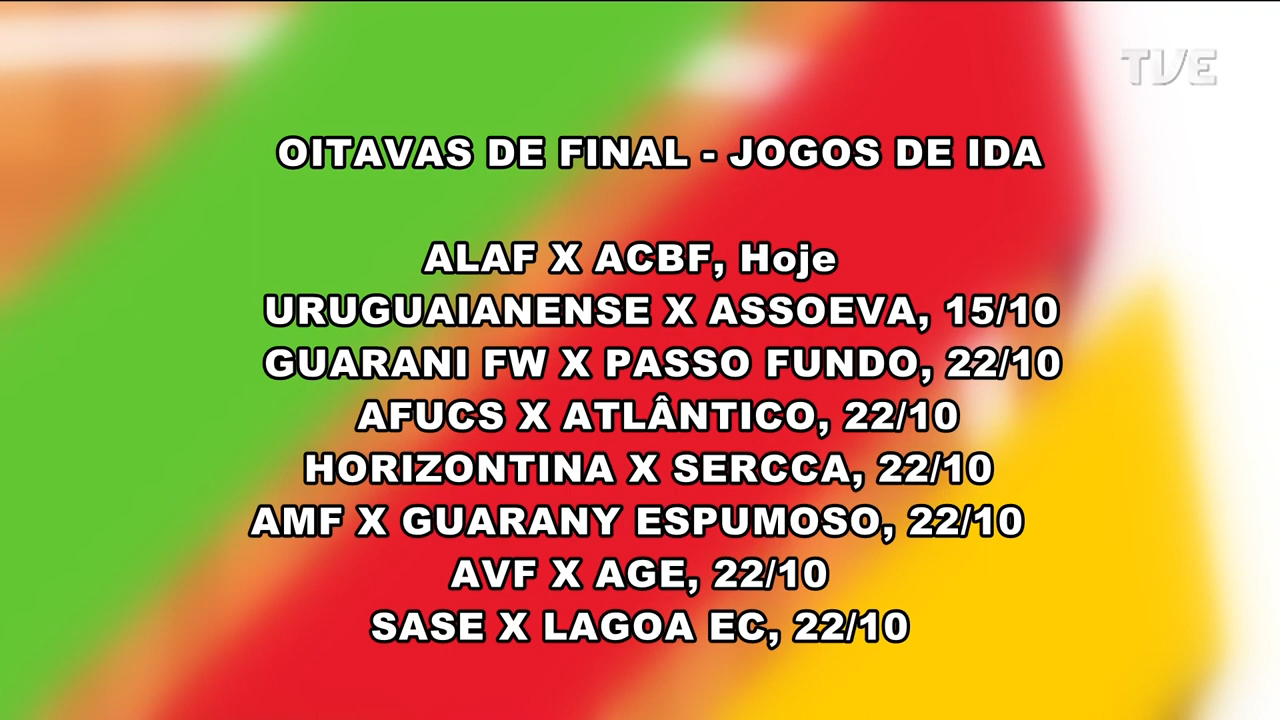 TVE
OITAVAS DE FINAL - JOGOS DE IDA
ALAF X ACBF, Hoje
URUGUAIANENSE X ASSOEVA, 15/10
GUARANI FW X PASSO FUNDO, 22/10
AFUCS X ATLÂNTICO, 22/10
HORIZONTINA X SERCCA, 22/10
AMF X GUARANY ESPUMOSO, 22/10
AVF X AGE, 22/10
SASE X LAGOA EC, 22/10